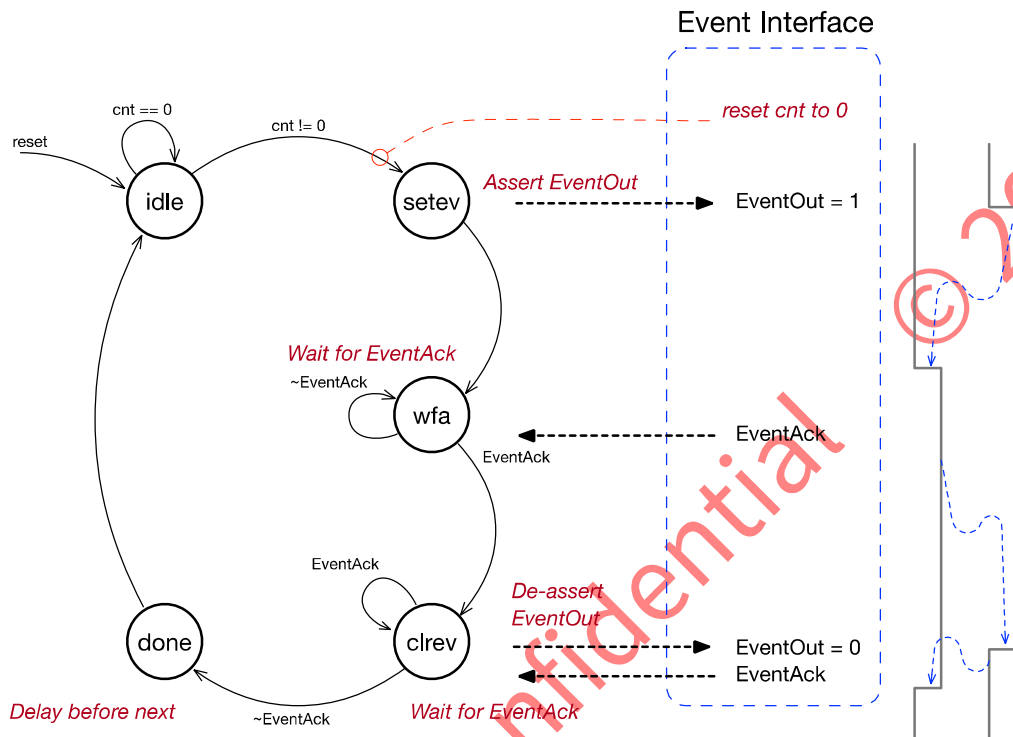 Event Interface
cnt == 0
reset cnt to 0
cnt != 0
reset
Assert EventOut
idle
setev
EventOut = 1
© 2
Wait for EventAck
~EventAck
wfa
EventAck
EventAck
EventAck
De-assert
EventOut
done
clrev
EventOut = 0
EventAck
Delay before next
~EventAck
Wait for EventAck
nfidential